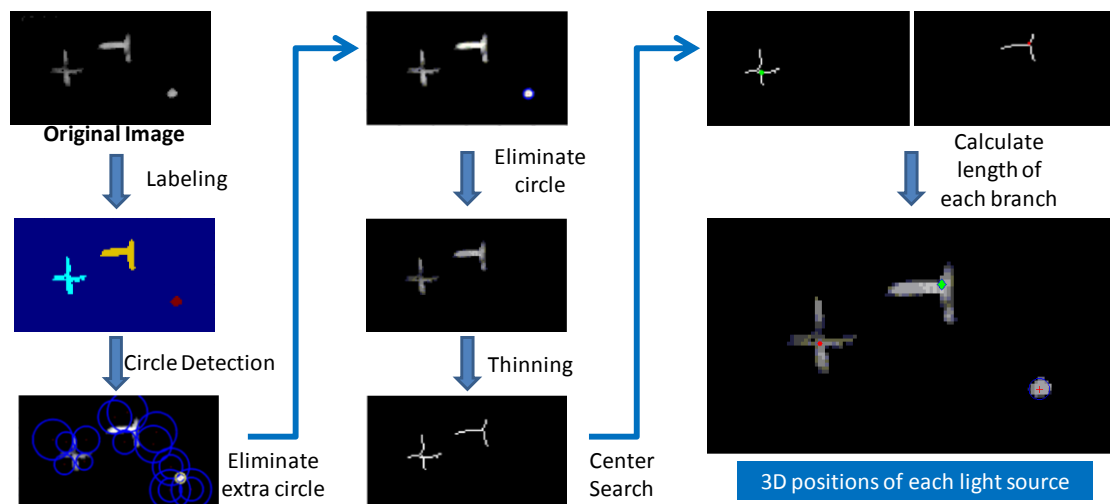 Original Image
Labeling
Circle Detection
Eliminate
extra circle
Eliminate
circle
Thinning
Center
Search
Calculate
length of
each branch
3D positions of each light source